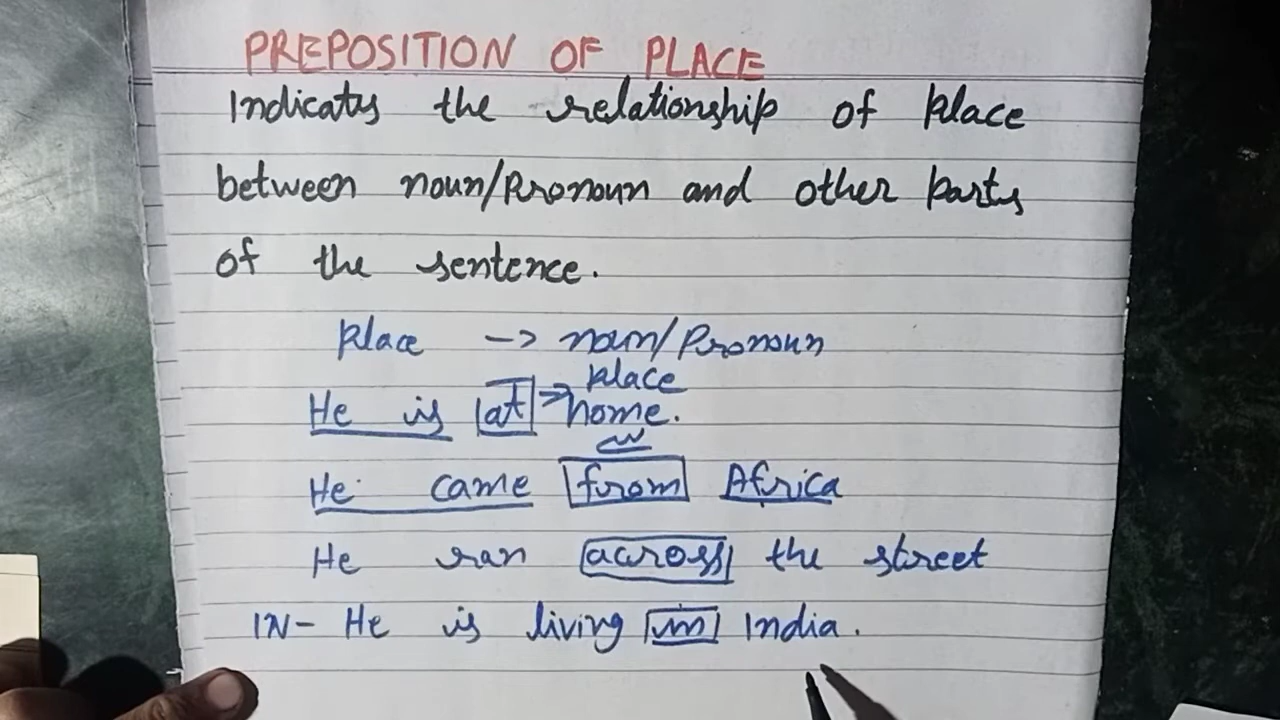 PREPOSITION OF PLACE
Indicates the relationship of place
between noun/Pronoun and other parts
of the sentence.
place -> noun/Pronoun
place
He is at => home.
He came from Africa
He ran across the street
IN- He is living in India.